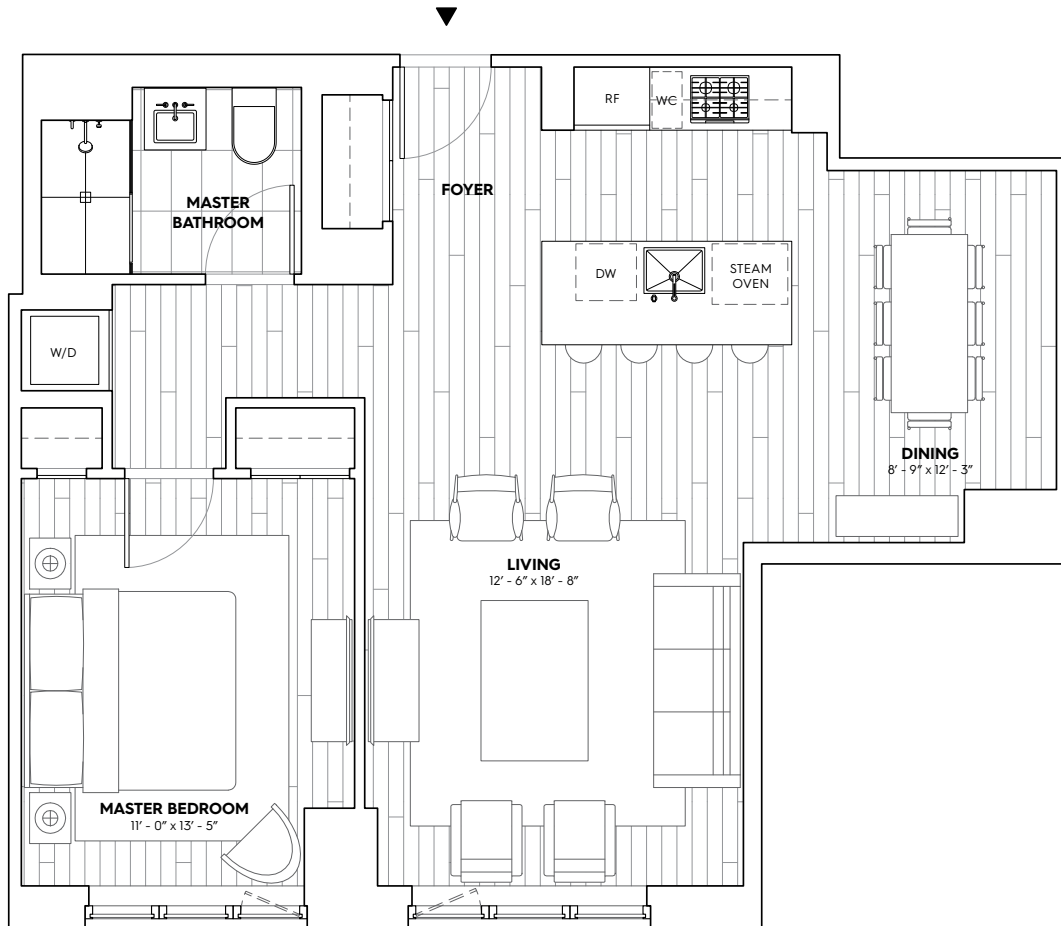 RF
WC
MASTER
BATHROOM
FOYER
DW
STEAM
OVEN
W/D
DINING
8' - 9" x 12' - 3"
LIVING
12' - 6" x 18' - 8"
MASTER BEDROOM
11' - 0" x 13' - 5"